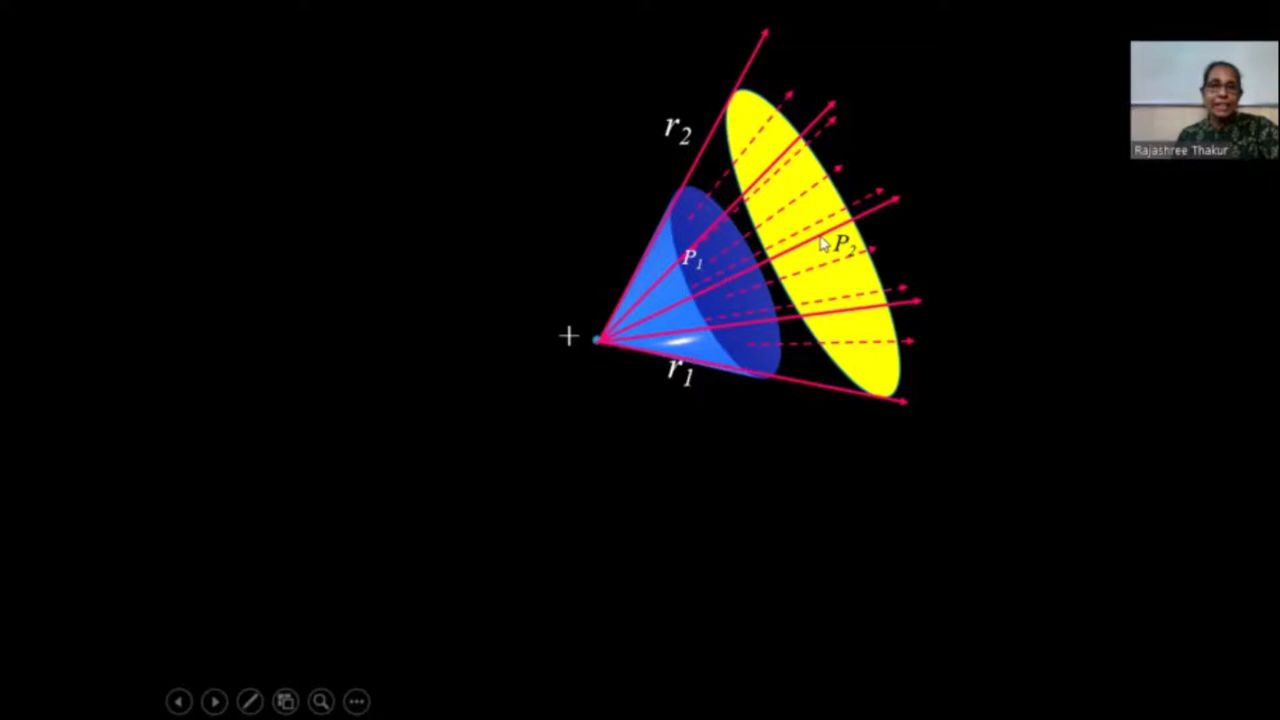 r₂
P₁
P₂
+
r₁
Rajashree Thakur